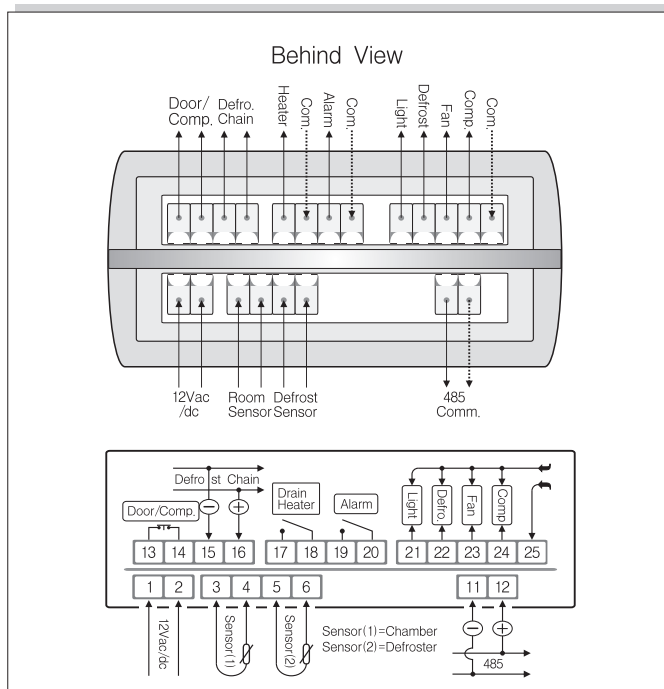 Behind View
Door/
Comp.
Defro.
Chain
Heater
Com.
Alarm
Com.
Light
Defrost
Fan
Comp.
Com.
12Vac
/dc
Room
Sensor
Defrost
Sensor
485
Comm.
Defro st Chain
Door/Comp.
Drain
Heater
Alarm
Light
Defro.
Fan
Comp
13 14 15 16 17 18 19 20 21 22 23 24 25
1 2 3 4 5 6 11 12
12Vac/dc
Sensor(1)
Sensor(2)
Sensor(1)=Chamber
Sensor(2)=Defroster
485